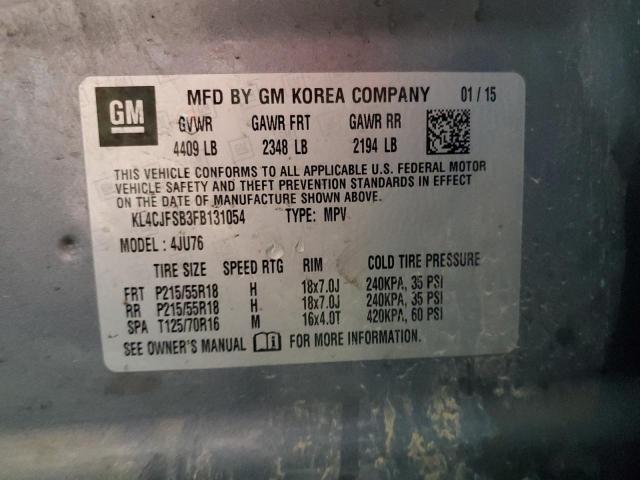 GM MFD BY GM KOREA COMPANY 01 / 15
GVWR GAWR FRT GAWR RR
4409 LB 2348 LB 2194 LB
THIS VEHICLE CONFORMS TO ALL APPLICABLE U.S. FEDERAL MOTOR
VEHICLE SAFETY AND THEFT PREVENTION STANDARDS IN EFFECT
ON THE DATE OF MANUFACTURE SHOWN ABOVE.
KL4CJFSB3FB131054 TYPE: MPV
MODEL : 4JU76
TIRE SIZE SPEED RTG RIM COLD TIRE PRESSURE
FRT P215/55R18 H 18x7.0J 240KPA, 35 PSI
RR P215/55R18 H 18x7.0J 240KPA, 35 PSI
SPA T125/70R16 M 16x4.0T 420KPA, 60 PSI
SEE OWNER'S MANUAL FOR MORE INFORMATION.